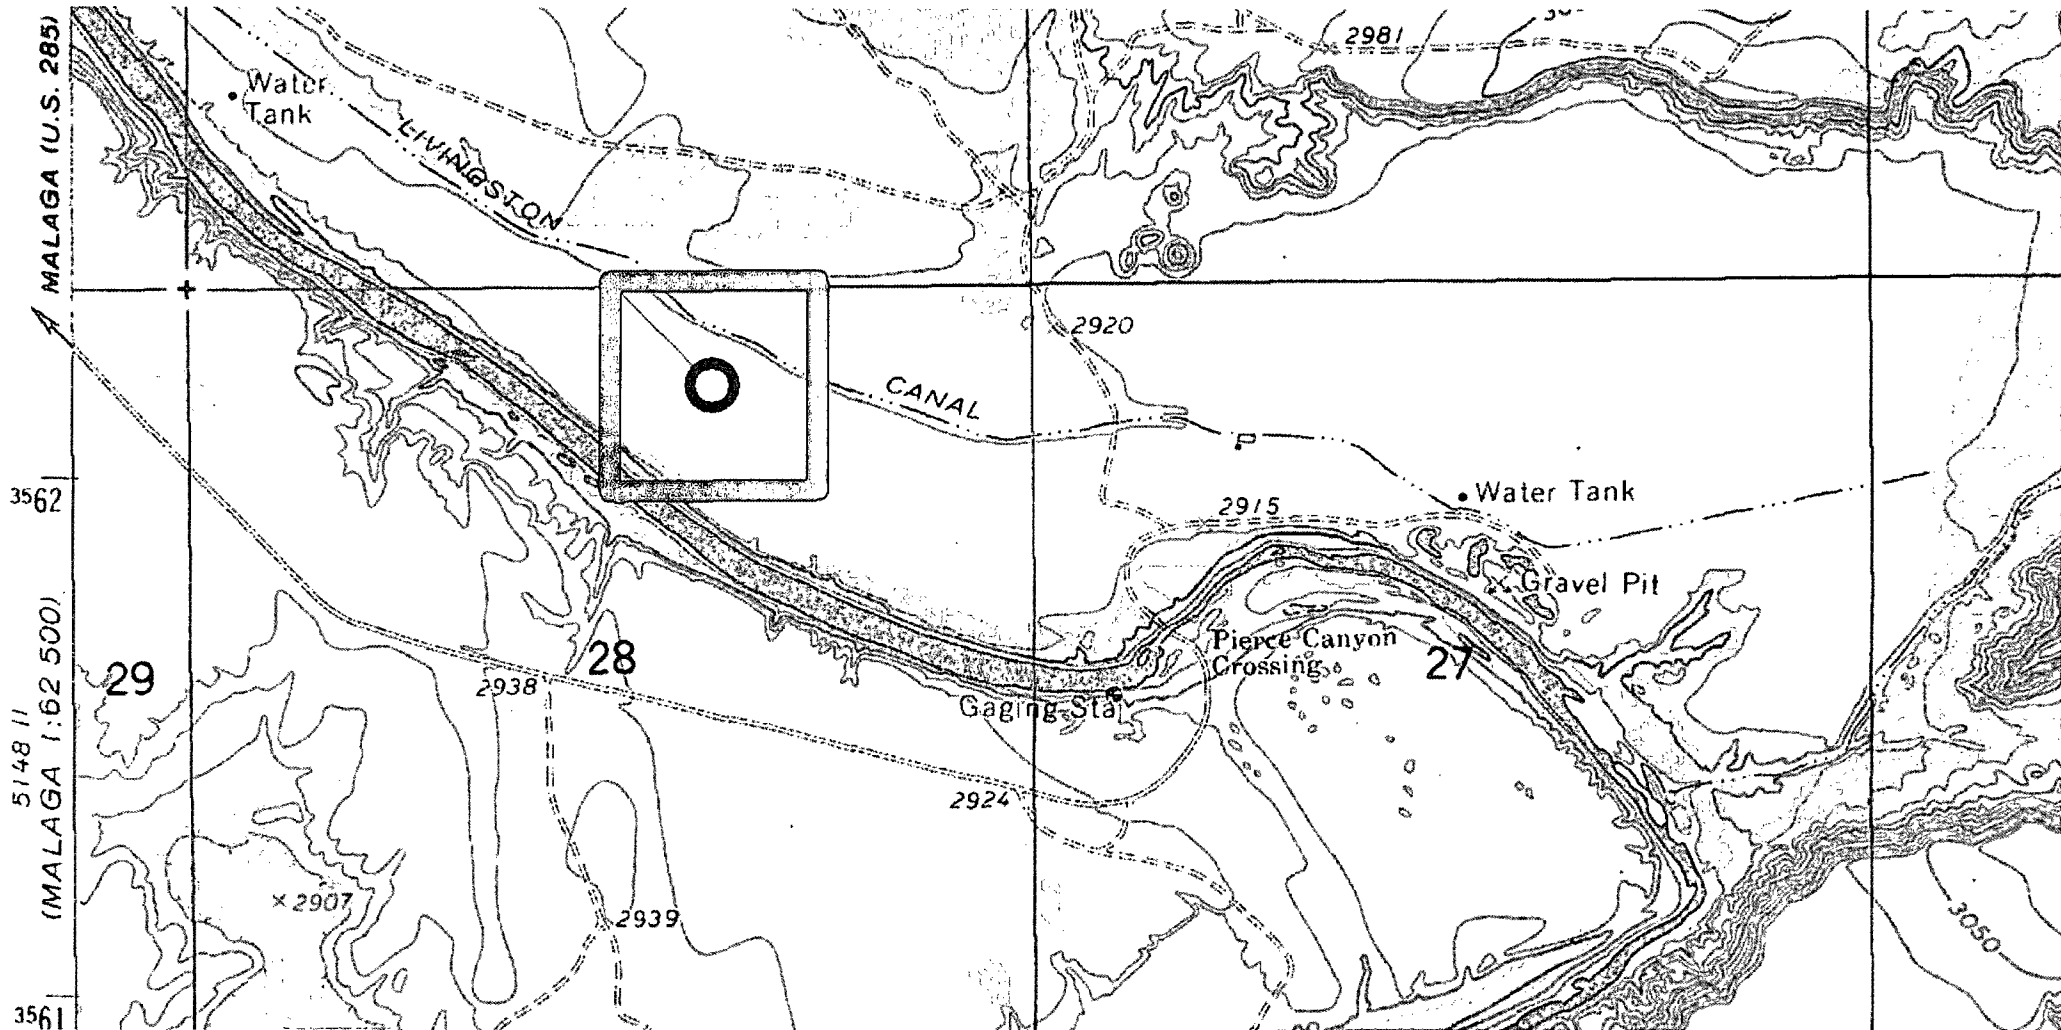 2981
MALAGA (U.S. 285)
Water
Tank
LIVINGSTON
2920
CANAL
3562
Water Tank
2915
Gravel Pit
Pierce Canyon
Crossing
29
28
27
2938
Gaging Sta
2924
5148 II
(MALAGA 1:62 500)
×2907
2939
3050
3561